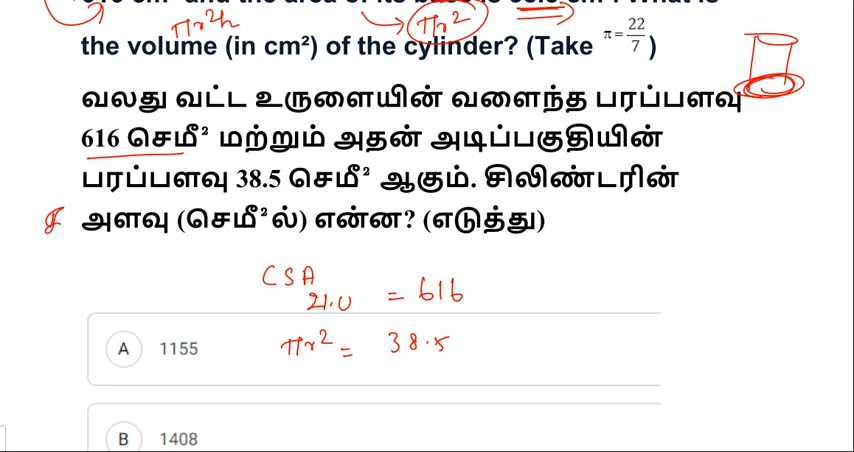 πr²h πr²
the volume (in cm²) of the cylinder? (Take π = 22/7 )
வலது வட்ட உருளையின் வளைந்த பரப்பளவு
616 செமீ² மற்றும் அதன் அடிப்பகுதியின்
பரப்பளவு 38.5 செமீ² ஆகும். சிலிண்டரின்
அளவு (செமீ²ல்) என்ன? (எடுத்து)
CSA
= 616
πr² = 38.5
A 1155
B 1408